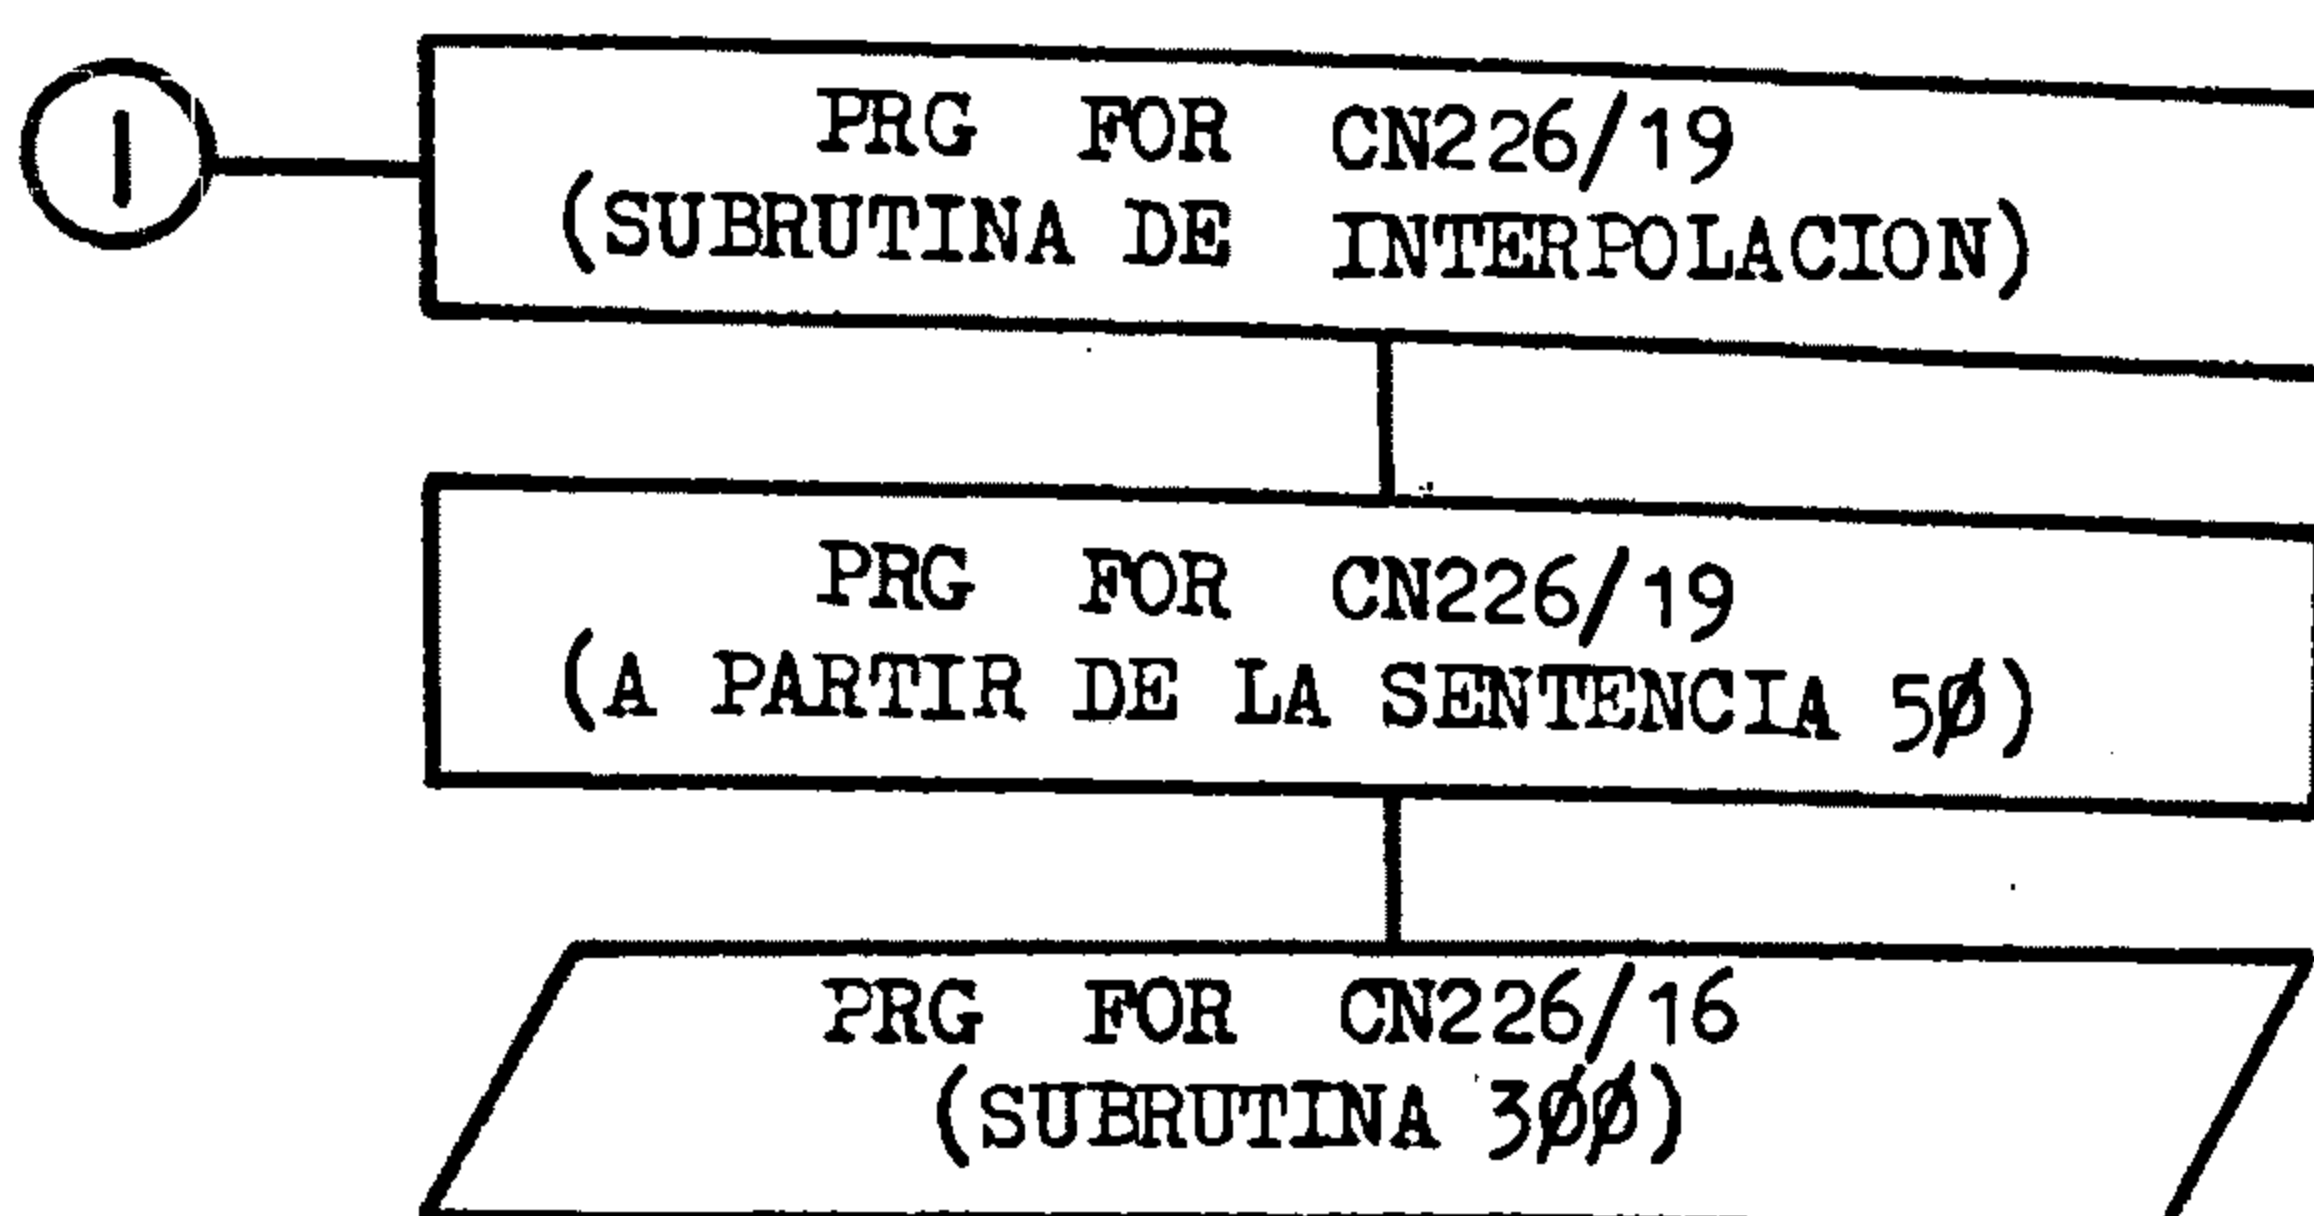 1
PRG FOR CN226/19
(SUBRUTINA DE INTERPOLACION)
PRG FOR CN226/19
(A PARTIR DE LA SENTENCIA 5Ø)
PRG FOR CN226/16
(SUBRUTINA 3ØØ)